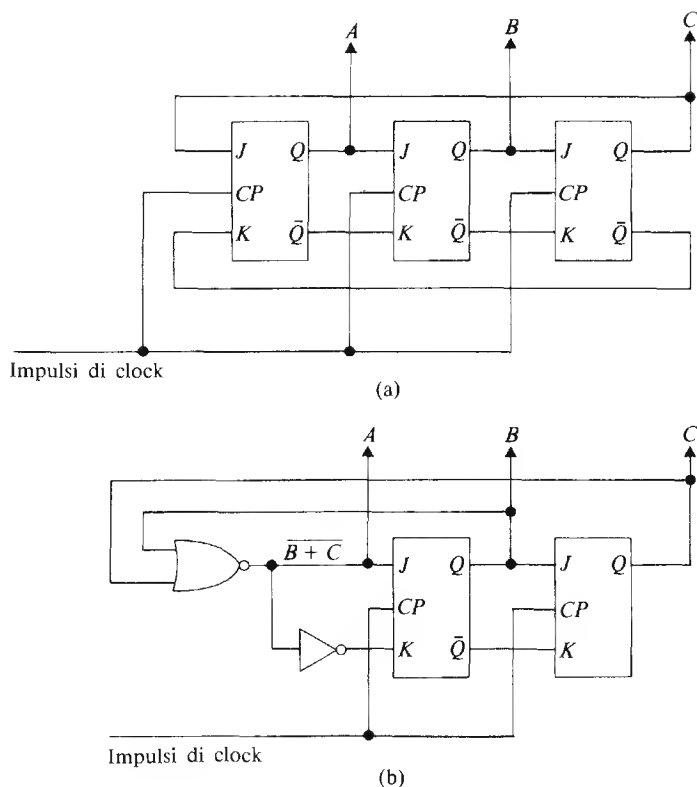 A B C
J Q J Q J Q
CP CP CP
K Q̅ K Q̅ K Q̅
Impulsi di clock
(a)
A B C
B + C
J Q J Q
CP CP
K Q̅ K
Impulsi di clock
(b)